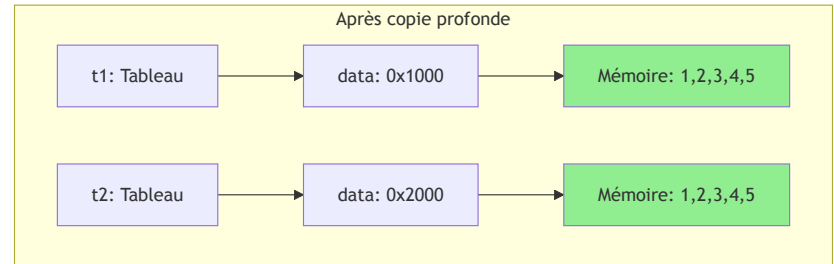 Après copie profonde
t1: Tableau
data: 0x1000
Mémoire: 1,2,3,4,5
t2: Tableau
data: 0x2000
Mémoire: 1,2,3,4,5